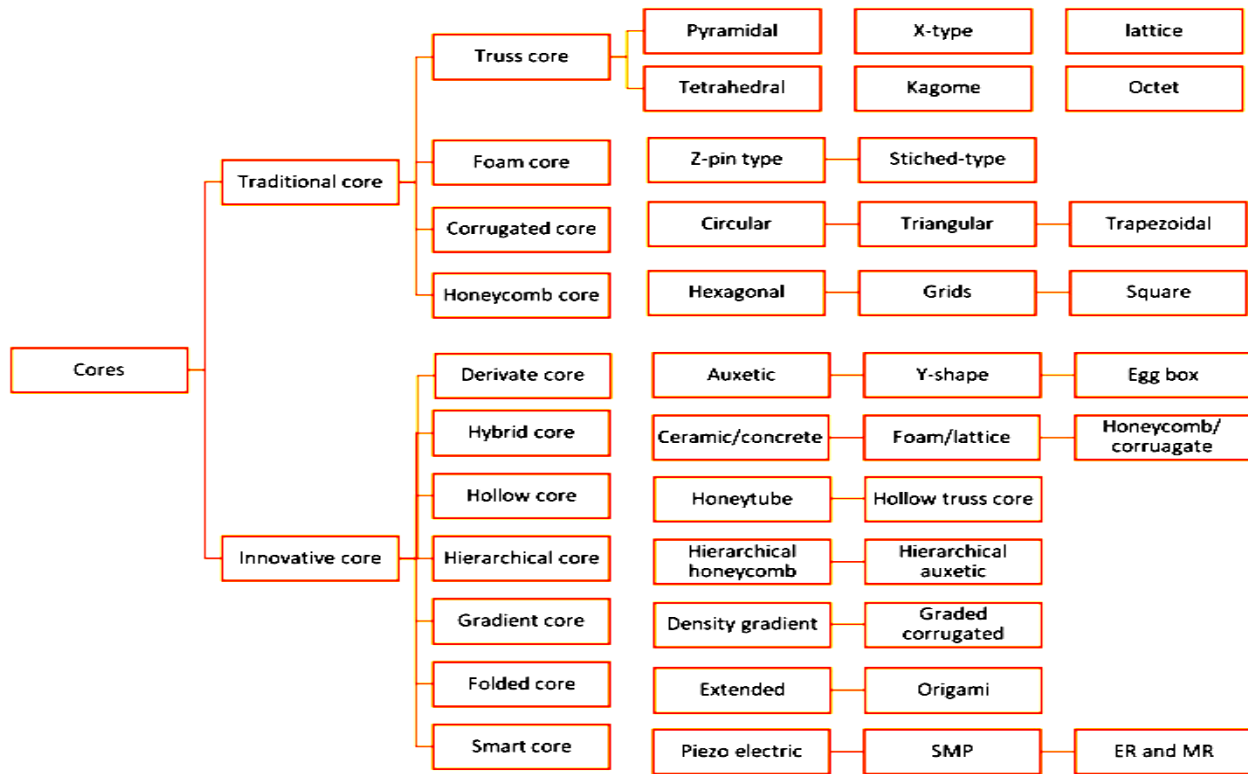 Pyramidal
X-type
lattice
Truss core
Tetrahedral
Kagome
Octet
Foam core
Z-pin type
Stiched-type
Traditional core
Corrugated core
Circular
Triangular
Trapezoidal
Honeycomb core
Hexagonal
Grids
Square
Cores
Derivate core
Auxetic
Y-shape
Egg box
Hybrid core
Ceramic/concrete
Foam/lattice
Honeycomb/
corruagate
Hollow core
Honeytube
Hollow truss core
Innovative core
Hierarchical core
Hierarchical
honeycomb
Hierarchical
auxetic
Gradient core
Density gradient
Graded
corrugated
Folded core
Extended
Origami
Smart core
Piezo electric
SMP
ER and MR